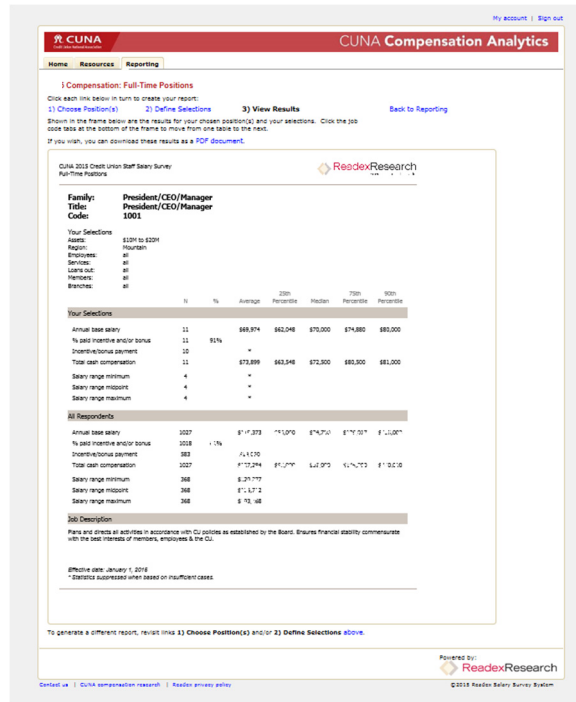 My account | Sign out
CUNA
Credit Union National Association
CUNA Compensation Analytics
Home Resources Reporting
Compensation: Full-Time Positions
Click each link below in turn to create your report:
1) Choose Position(s) 2) Define Selections 3) View Results Back to Reporting
Shown in the frame below are the results for your chosen position(s) and your selections. Click the job
code tabs at the bottom of the frame to move from one table to the next.
If you wish, you can download these results as a PDF document.
CUNA 2015 Credit Union Staff Salary Survey
Full-Time Positions
ReadexResearch
Family: President/CEO/Manager
Title: President/CEO/Manager
Code: 1001
Your Selections
Assets: $10M to $20M
Region: Mountain
Employees: all
Services: all
Loans out: all
Members: all
Branches: all
N % Average 25th Percentile Median 75th Percentile 90th Percentile
Your Selections
Annual base salary 11 $69,974 $62,048 $70,000 $74,880 $80,000
% paid incentive and/or bonus 11 91%
Incentive/bonus payment 10 *
Total cash compensation 11 $73,899 $63,548 $72,500 $80,500 $81,000
Salary range minimum 4 *
Salary range midpoint 4 *
Salary range maximum 4 *
All Respondents
Annual base salary 1027
% paid incentive and/or bonus 1018
Incentive/bonus payment 583
Total cash compensation 1027
Salary range minimum 368
Salary range midpoint 368
Salary range maximum 368
Job Description
Plans and directs all activities in accordance with CU policies as established by the Board. Ensures financial stability commensurate
with the best interests of members, employees & the CU.
Effective date: January 1, 2015
* Statistics suppressed when based on insufficient cases.
To generate a different report, revisit links 1) Choose Position(s) and/or 2) Define Selections above.
Powered by:
ReadexResearch
Contact us | CUNA compensation research | Readex privacy policy ©2015 Readex Salary Survey System